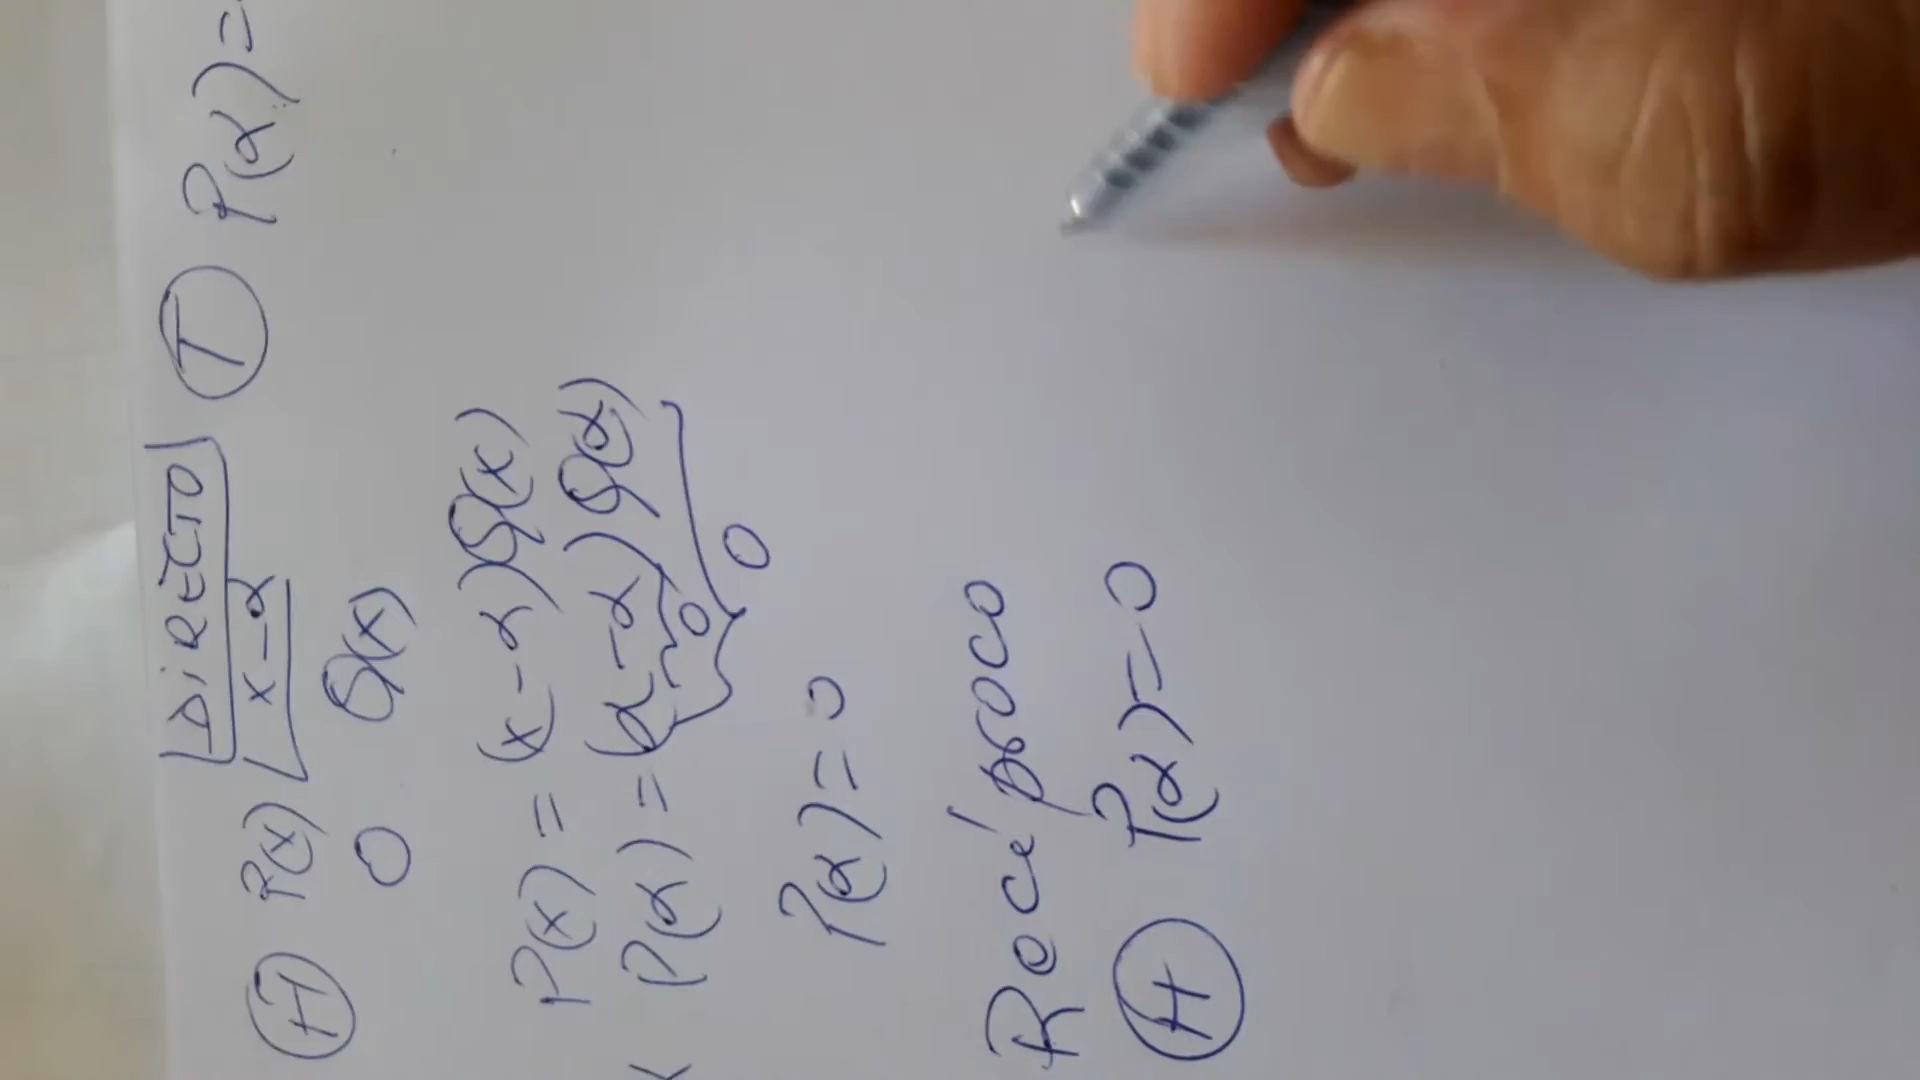 DIRECTO
Ⓗ P(x) x-α Ⓣ P(α)=
0 Q(x)
P(x) = (x-α)Q(x)
P(α) = (α-α)Q(α)
0
0
P(α) = 0
Recíproco
Ⓗ P(α)=0